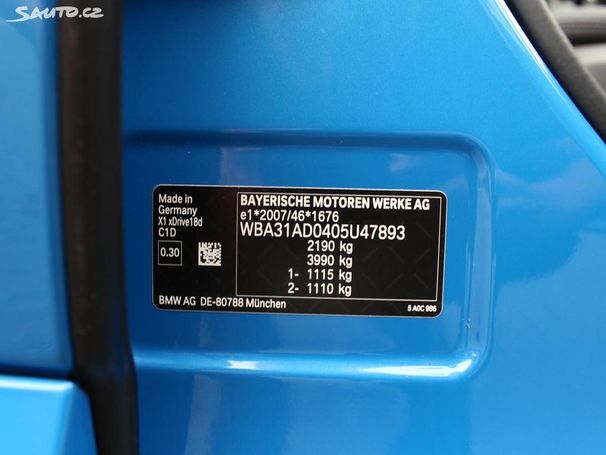 Sauto.cz
Made in
Germany
X1 xDrive18d
C1D
0.30
BAYERISCHE MOTOREN WERKE AG
e1*2007/46*1676
WBA31AD0405U47893
2190 kg
3990 kg
1- 1115 kg
2- 1110 kg
BMW AG DE-80788 München
5 A0C 986